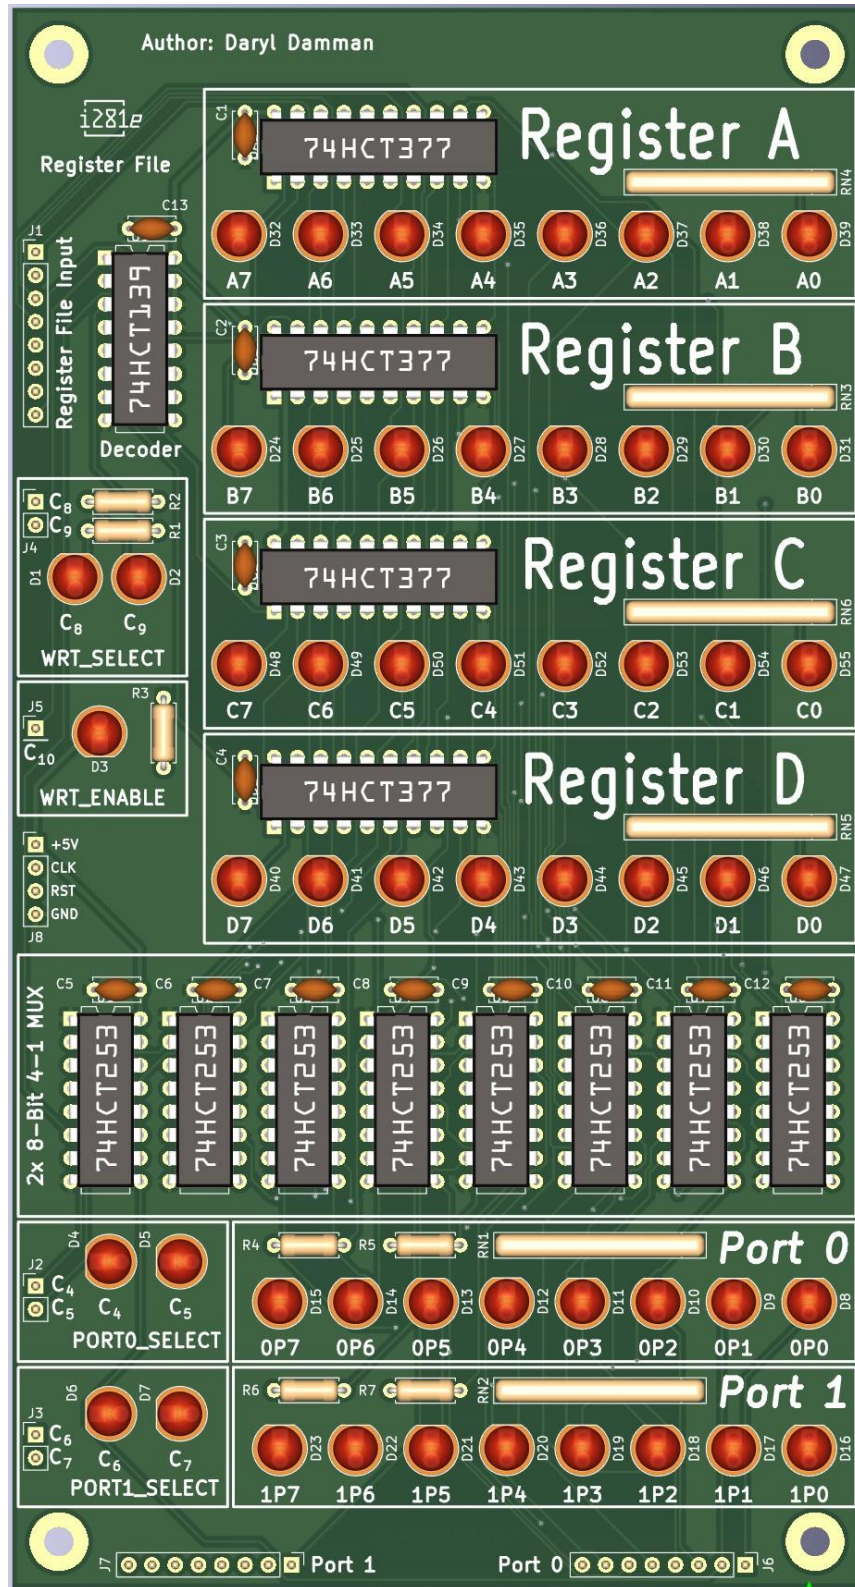 Author: Daryl Damman
i281e
Register File
C13
J1
Register File Input
74HCT139
Decoder
C1
74HCT377
Register A
RN4
D32 D33 D34 D35 D36 D37 D38 D39
A7 A6 A5 A4 A3 A2 A1 A0
C2
74HCT377
Register B
RN3
D24 D25 D26 D27 D28 D29 D30 D31
B7 B6 B5 B4 B3 B2 B1 B0
C8 R2
C9 R1
J4
D1 D2
C8 C9
WRT_SELECT
C3
74HCT377
Register C
RN6
D48 D49 D50 D51 D52 D53 D54 D55
C7 C6 C5 C4 C3 C2 C1 C0
J5 R3
C10
D3
WRT_ENABLE
C4
74HCT377
Register D
RN5
D40 D41 D42 D43 D44 D45 D46 D47
D7 D6 D5 D4 D3 D2 D1 D0
+5V
CLK
RST
GND
J8
2x 8-Bit 4-1 MUX
C5 C6 C7 C8 C9 C10 C11 C12
74HCT253 74HCT253 74HCT253 74HCT253 74HCT253 74HCT253 74HCT253 74HCT253
D4 D5
J2
C4
C5
C4 C5
PORT0_SELECT
R4 R5 RN1 Port 0
D15 D14 D13 D12 D11 D10 D9 D8
0P7 0P6 0P5 0P4 0P3 0P2 0P1 0P0
D6 D7
J3
C6
C7
C6 C7
PORT1_SELECT
R6 R7 RN2 Port 1
D23 D22 D21 D20 D19 D18 D17 D16
1P7 1P6 1P5 1P4 1P3 1P2 1P1 1P0
J7 Port 1
Port 0 J6